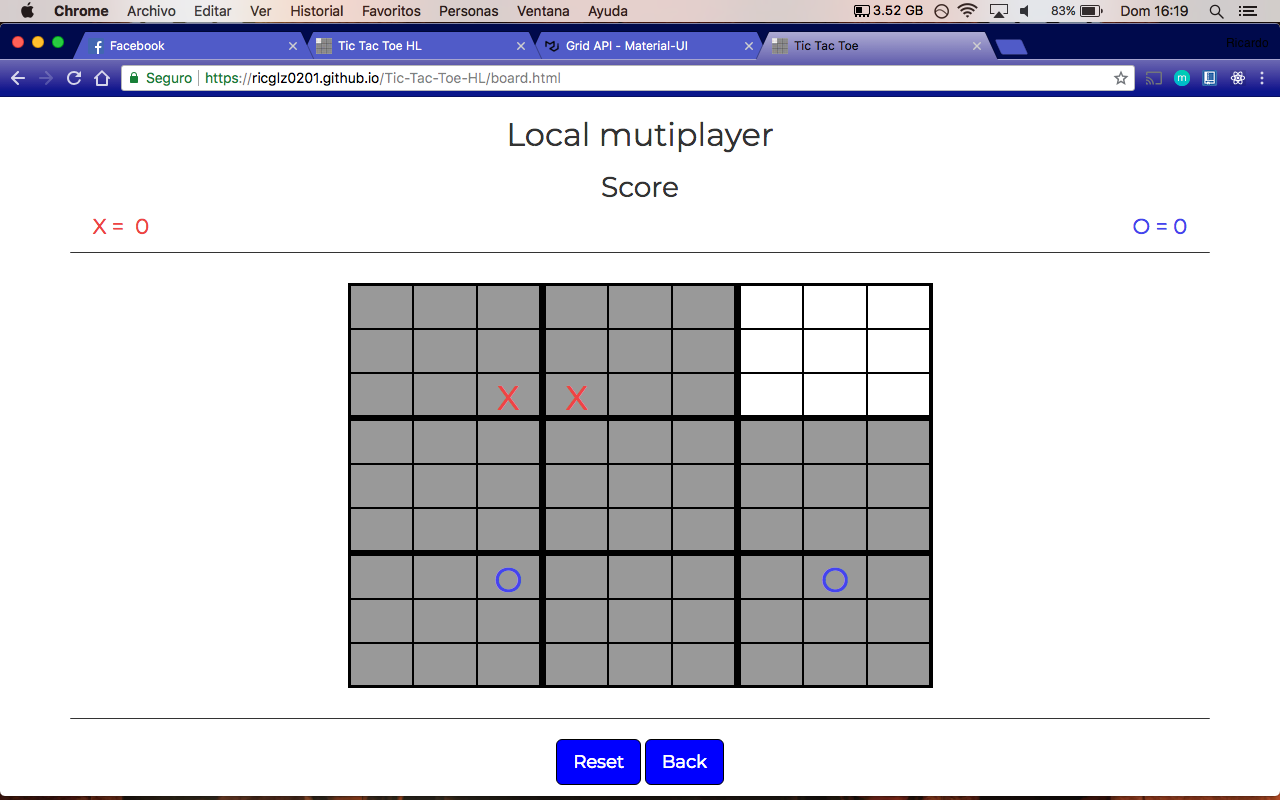 Chrome Archivo Editar Ver Historial Favoritos Personas Ventana Ayuda 3.52 GB 83% Dom 16:19
Facebook Tic Tac Toe HL Grid API - Material-UI Tic Tac Toe Ricardo
Seguro https://ricglz0201.github.io/Tic-Tac-Toe-HL/board.html
Local mutiplayer
Score
X = 0 O = 0
X X
O O
Reset Back